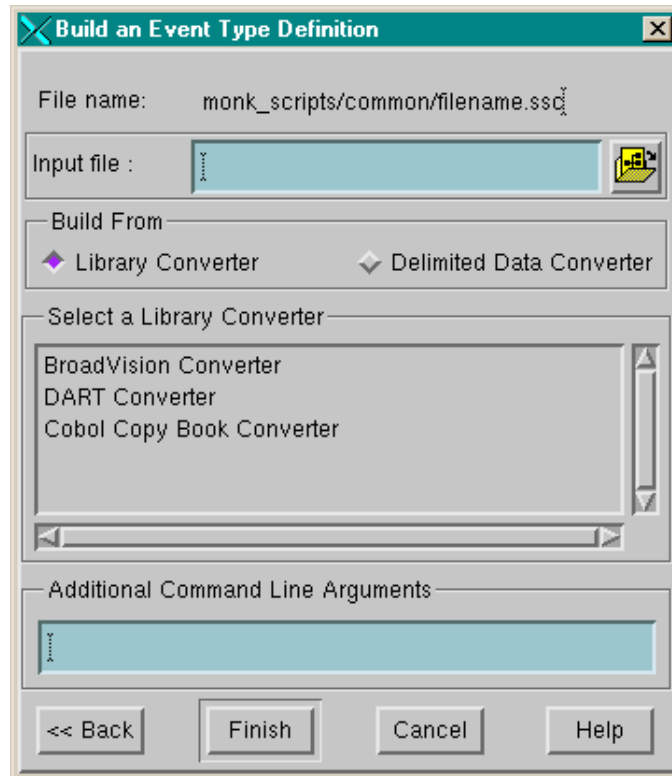 Build an Event Type Definition
File name: monk_scripts/common/filename.ssc
Input file :
Build From
Library Converter Delimited Data Converter
Select a Library Converter
BroadVision Converter
DART Converter
Cobol Copy Book Converter
Additional Command Line Arguments
<< Back Finish Cancel Help